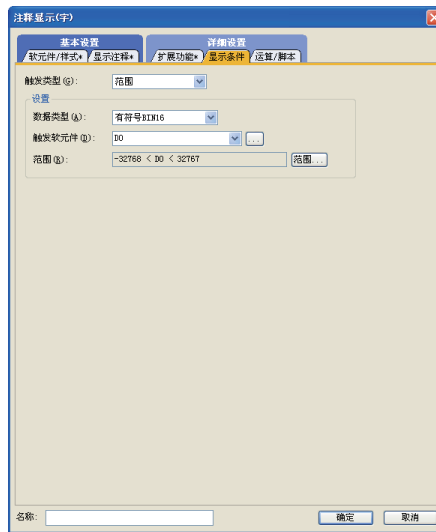 注释显示(字)
基本设置
详细设置
软元件/样式*
显示注释*
扩展功能*
显示条件
运算/脚本
触发类型(G):
范围
设置
数据类型(A):
有符号BIN16
触发软元件(D):
D0
...
范围(R):
-32768 < D0 < 32767
范围...
名称:
确定
取消